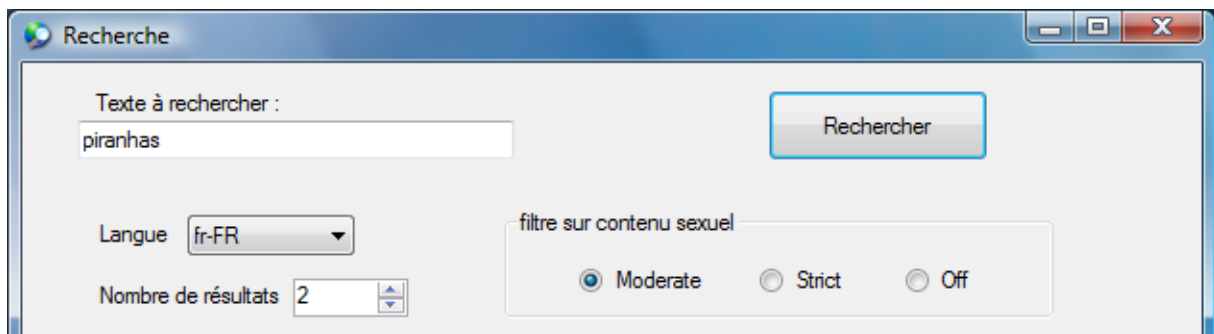 Recherche
Texte à rechercher :
piranhas
Rechercher
Langue fr-FR
filtre sur contenu sexuel
Moderate Strict Off
Nombre de résultats 2